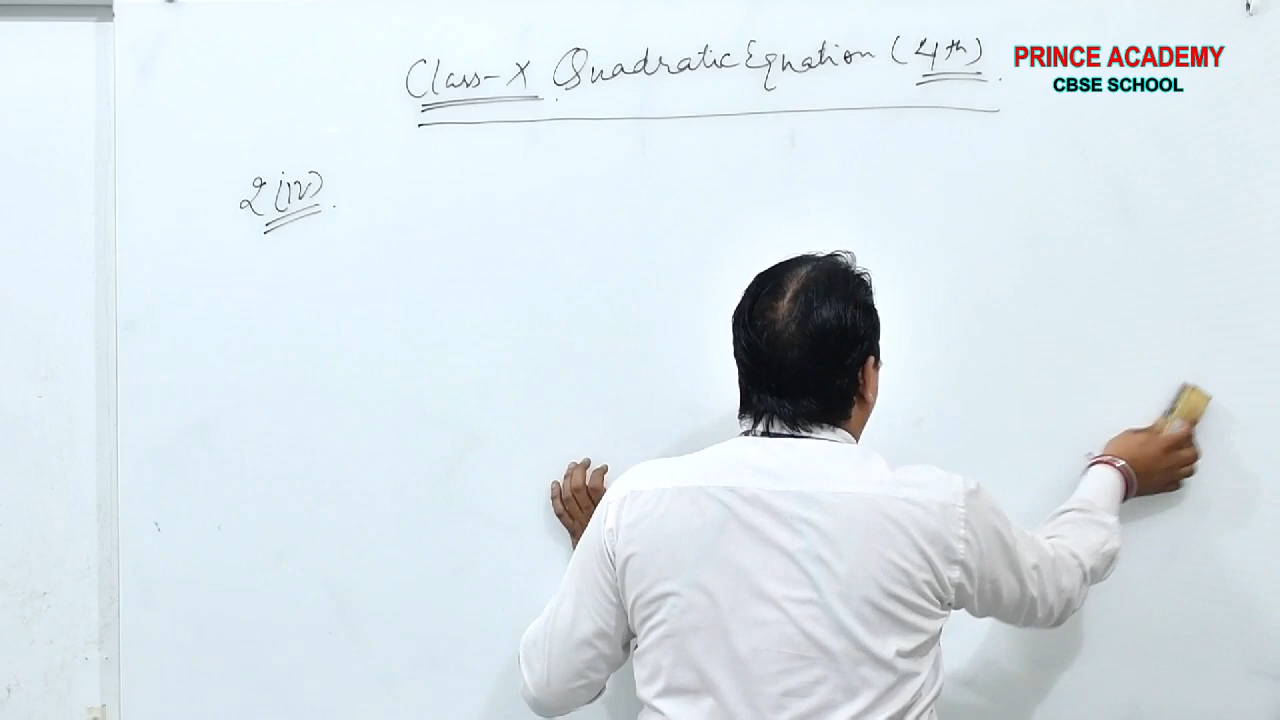 Class-X Quadratic Equation (4th).
PRINCE ACADEMY
CBSE SCHOOL
2(iv).